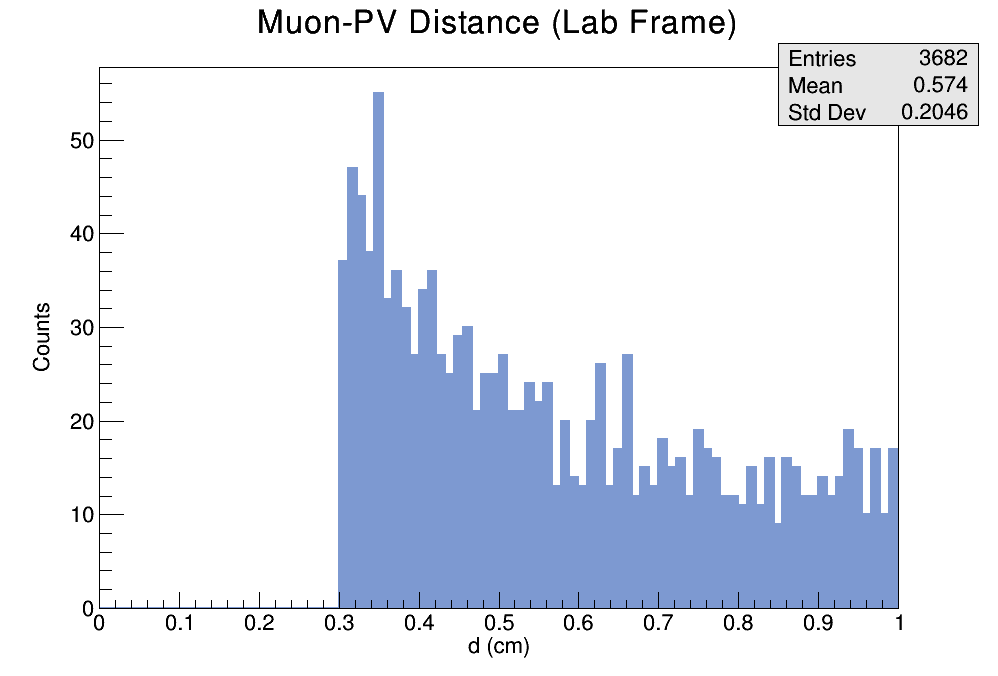 Muon-PV Distance (Lab Frame)
Entries 3682
Mean 0.574
Std Dev 0.2046
Counts
50
40
30
20
10
0
0 0.1 0.2 0.3 0.4 0.5 0.6 0.7 0.8 0.9 1
d (cm)